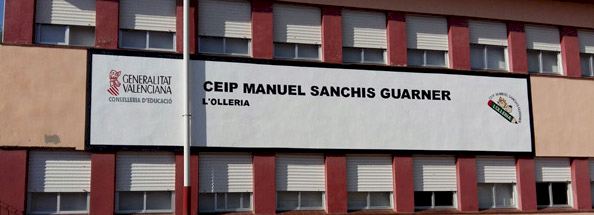 GENERALITAT
VALENCIANA
CONSELLERIA D'EDUCACIÓ
CEIP MANUEL SANCHIS GUARNER
L'OLLERIA